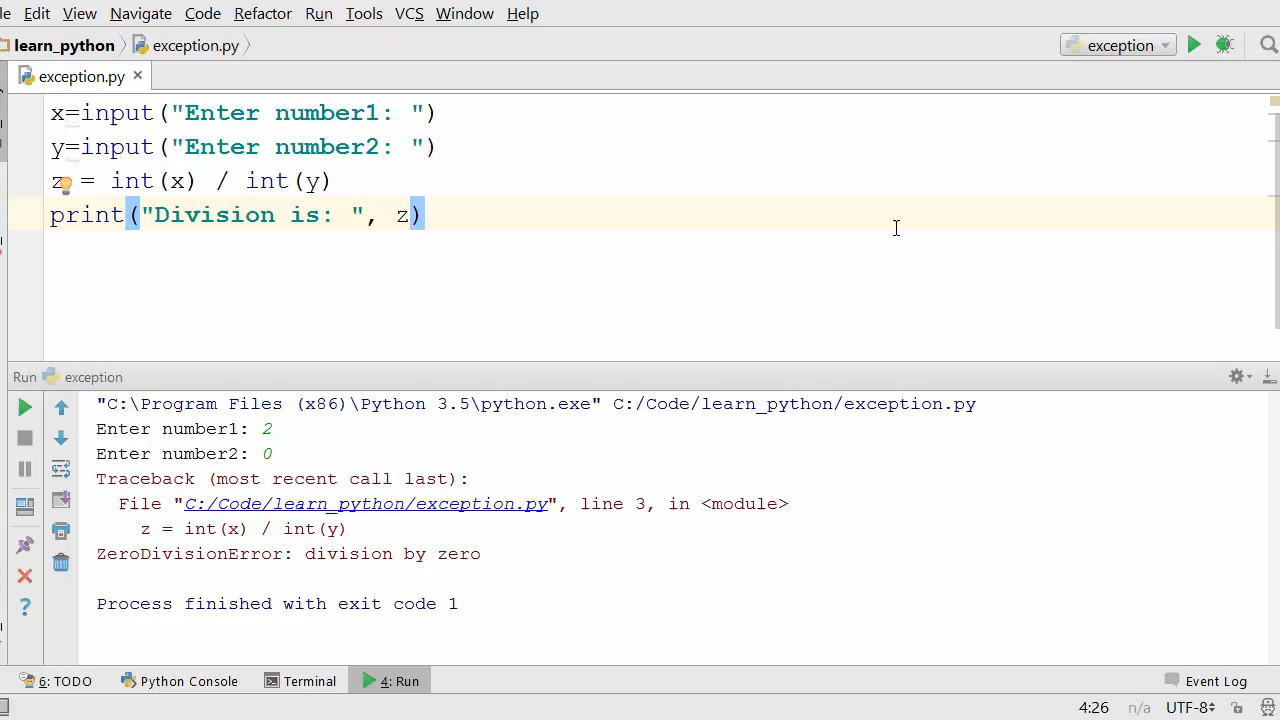 le Edit View Navigate Code Refactor Run Tools VCS Window Help
learn_python exception.py exception
exception.py ×
x=input("Enter number1: ")
y=input("Enter number2: ")
z = int(x) / int(y)
print("Division is: ", z)
Run exception
"C:\Program Files (x86)\Python 3.5\python.exe" C:/Code/learn_python/exception.py
Enter number1: 2
Enter number2: 0
Traceback (most recent call last):
File "C:/Code/learn_python/exception.py", line 3, in <module>
z = int(x) / int(y)
ZeroDivisionError: division by zero
Process finished with exit code 1
6: TODO Python Console Terminal 4: Run Event Log
4:26 n/a UTF-8